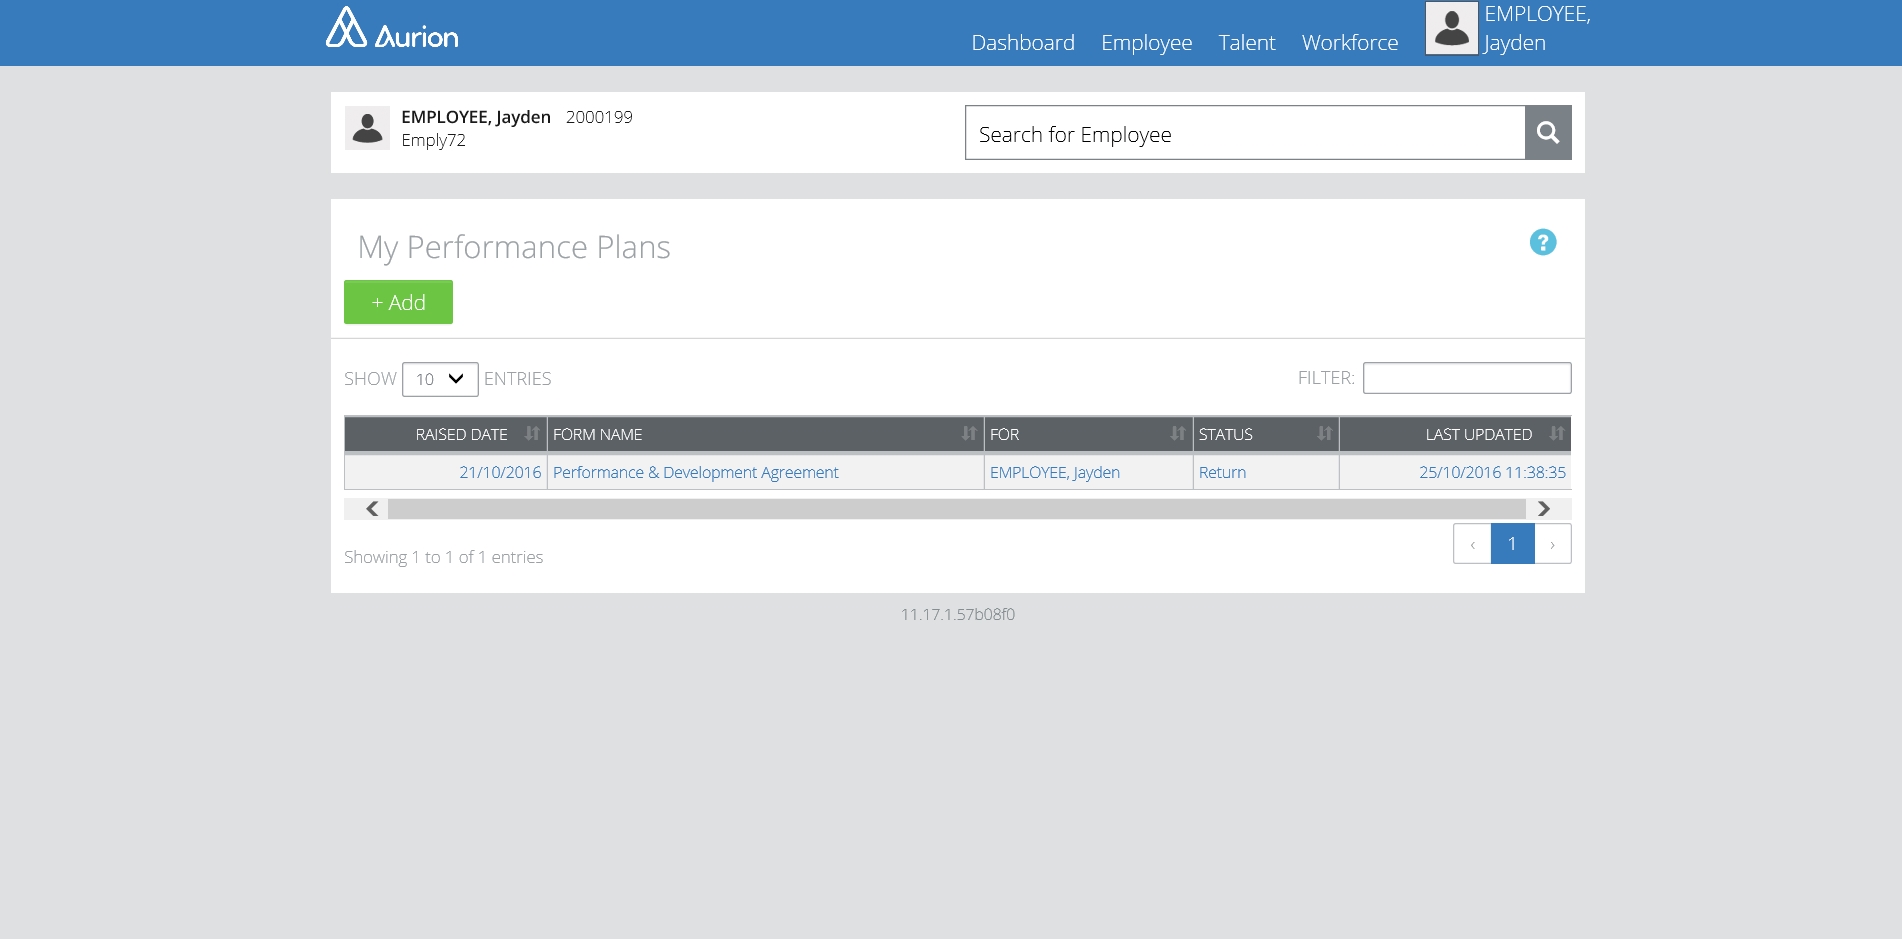 Aurion
Dashboard Employee Talent Workforce EMPLOYEE,
Jayden
EMPLOYEE, Jayden 2000199
Emply72
Search for Employee
My Performance Plans
?
+ Add
SHOW 10 ENTRIES
FILTER:
RAISED DATE FORM NAME FOR STATUS LAST UPDATED
21/10/2016 Performance & Development Agreement EMPLOYEE, Jayden Return 25/10/2016 11:38:35
‹ 1 ›
Showing 1 to 1 of 1 entries
11.17.1.57b08f0